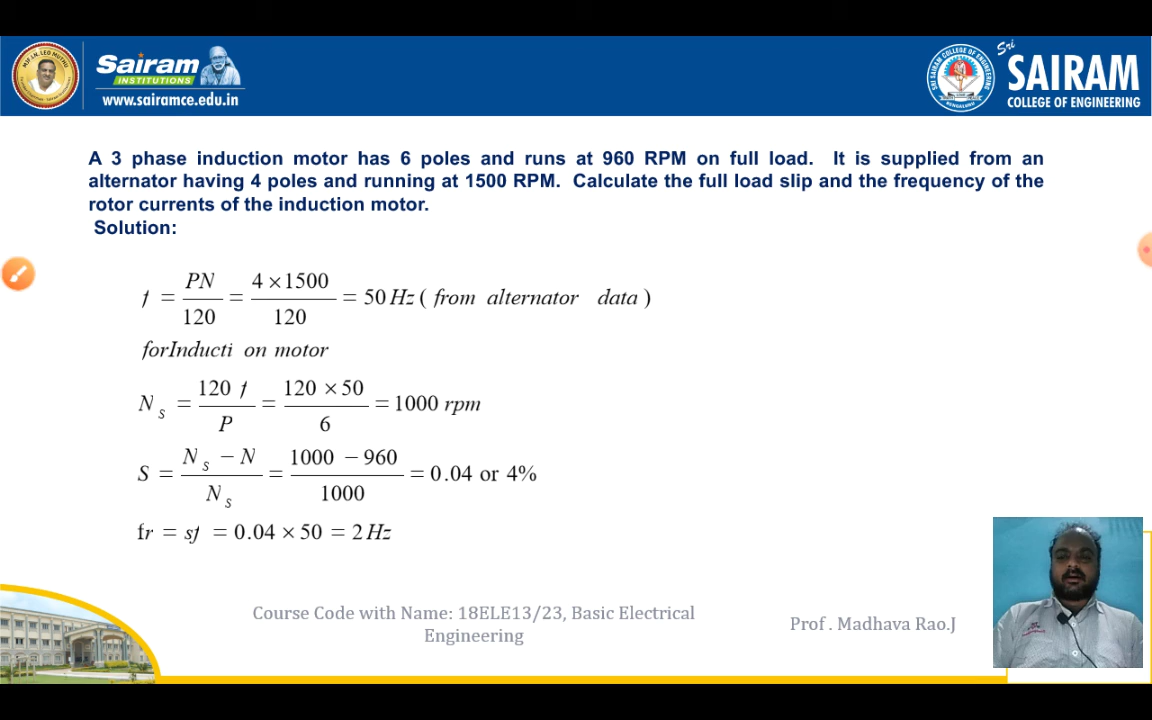 Sairam
INSTITUTIONS
www.sairamce.edu.in
Sri
SAIRAM
COLLEGE OF ENGINEERING
A 3 phase induction motor has 6 poles and runs at 960 RPM on full load. It is supplied from an
alternator having 4 poles and running at 1500 RPM. Calculate the full load slip and the frequency of the
rotor currents of the induction motor.
Solution:
f = PN/120 = 4 × 1500/120 = 50 Hz ( from alternator data )
forInducti on motor
N s = 120 f/P = 120 × 50/6 = 1000 rpm
S = N s − N/N s = 1000 − 960/1000 = 0.04 or 4%
fr = sf = 0.04 × 50 = 2 Hz
Course Code with Name: 18ELE13/23, Basic Electrical
Engineering
Prof . Madhava Rao.J